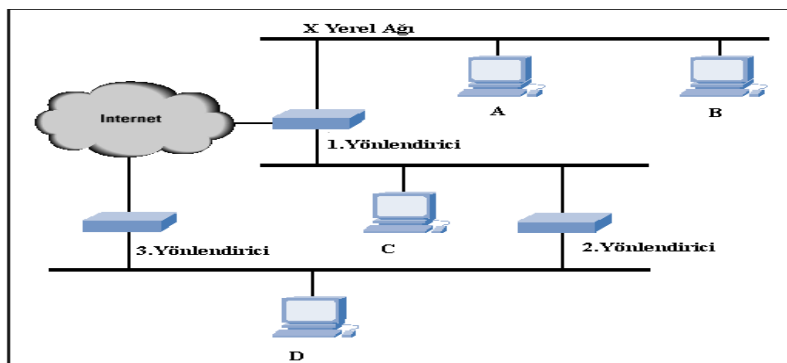 X Yerel Ağı
A
B
Internet
1.Yönlendirici
C
2.Yönlendirici
3.Yönlendirici
D